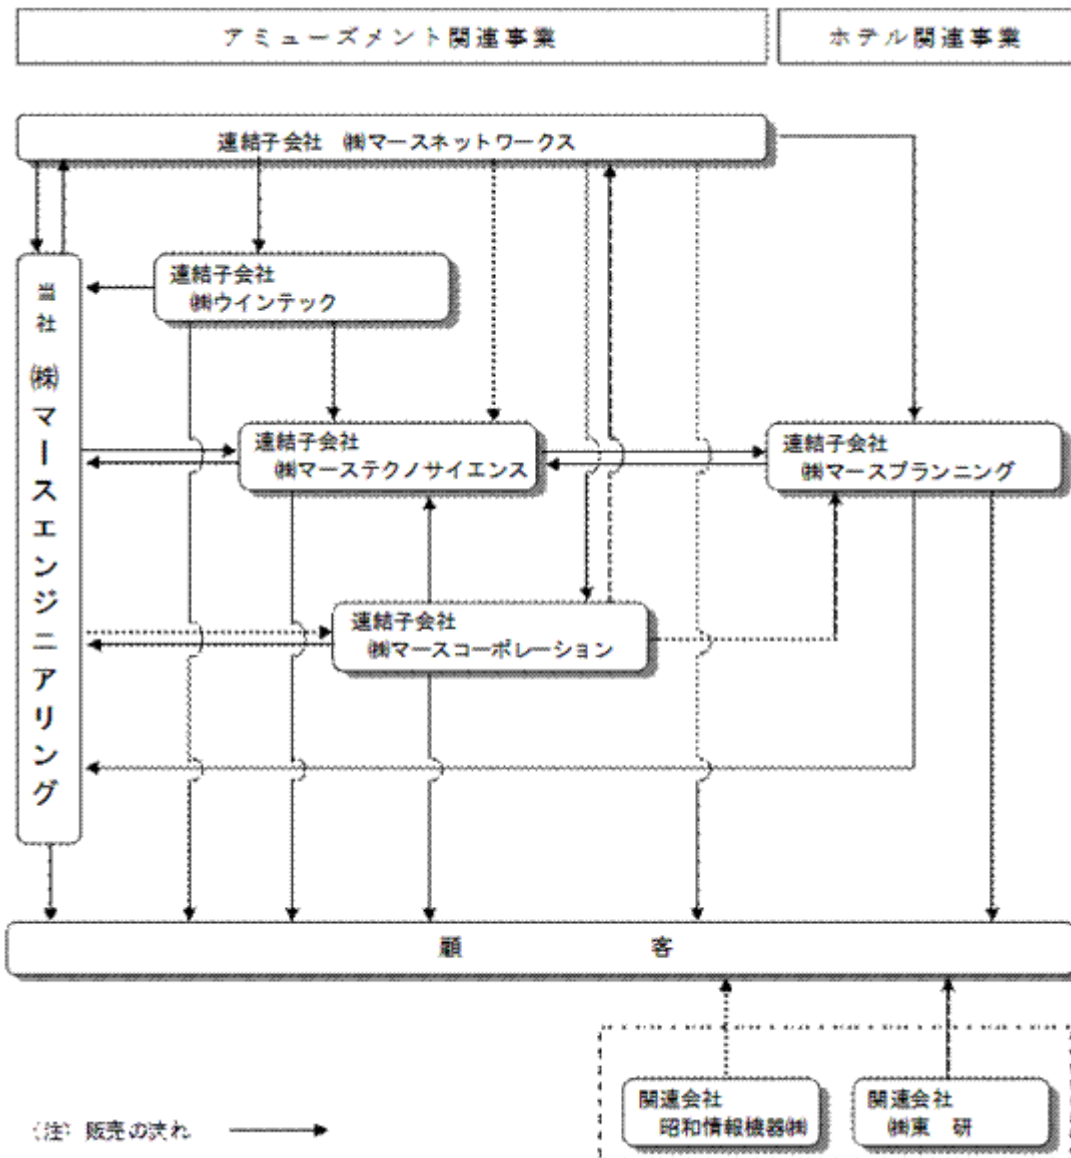 アミューズメント関連事業
ホテル関連事業
連結子会社 ㈱マースネットワークス
連結子会社
㈱ウインテック
当社 ㈱マースエンジニアリング
連結子会社
㈱マーステクノサイエンス
連結子会社
㈱マースプランニング
連結子会社
㈱マースコーポレーション
顧 客
関連会社
昭和情報機器㈱
関連会社
㈱東 研
(注) 販売の流れ